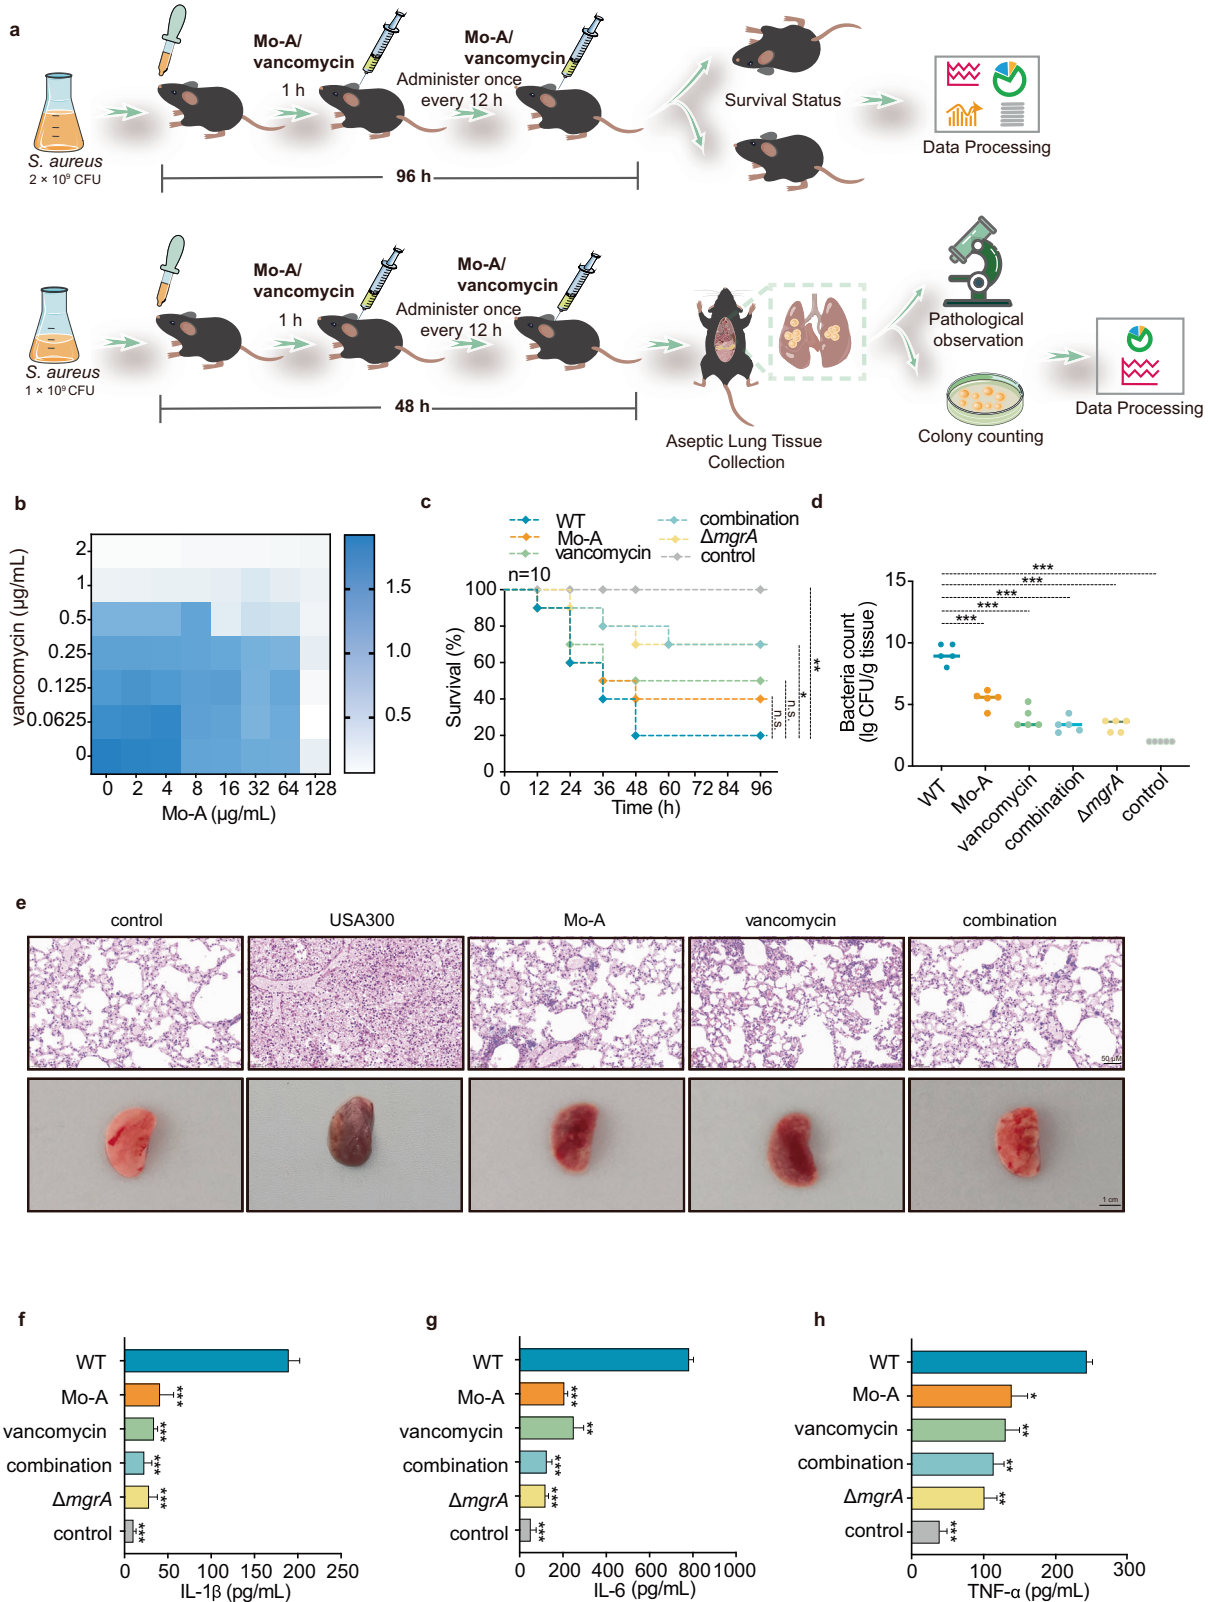 a
Mo-A/
vancomycin
1 h
Mo-A/
vancomycin
Administer once
every 12 h
Survival Status
Data Processing
S. aureus
2 × 10⁹ CFU
96 h
Mo-A/
vancomycin
1 h
Mo-A/
vancomycin
Administer once
every 12 h
S. aureus
1 × 10⁹ CFU
48 h
Aseptic Lung Tissue
Collection
Pathological
observation
Colony counting
Data Processing
b
vancomycin (μg/mL)
2
1
0.5
0.25
0.125
0.0625
0
0 2 4 8 16 32 64 128
Mo-A (μg/mL)
1.5
1.0
0.5
c
WT
Mo-A
vancomycin
combination
ΔmgrA
control
n=10
Survival (%)
100
80
60
40
20
0
0 12 24 36 48 60 72 84 96
Time (h)
n.s
n.s.
*
**
d
Bacteria count
(lg CFU/g tissue)
15
10
5
0
***
***
***
***
***
WT
Mo-A
vancomycin
combination
ΔmgrA
control
e
control
USA300
Mo-A
vancomycin
combination
50 μM
1 cm
f
WT
Mo-A
***
vancomycin
***
combination
***
ΔmgrA
***
control
***
0 50 100 150 200 250
IL-1β (pg/mL)
g
WT
Mo-A
***
vancomycin
**
combination
***
ΔmgrA
***
control
***
0 200 400 600 800 1000
IL-6 (pg/mL)
h
WT
Mo-A
*
vancomycin
**
combination
**
ΔmgrA
**
control
***
0 100 200 300
TNF-α (pg/mL)